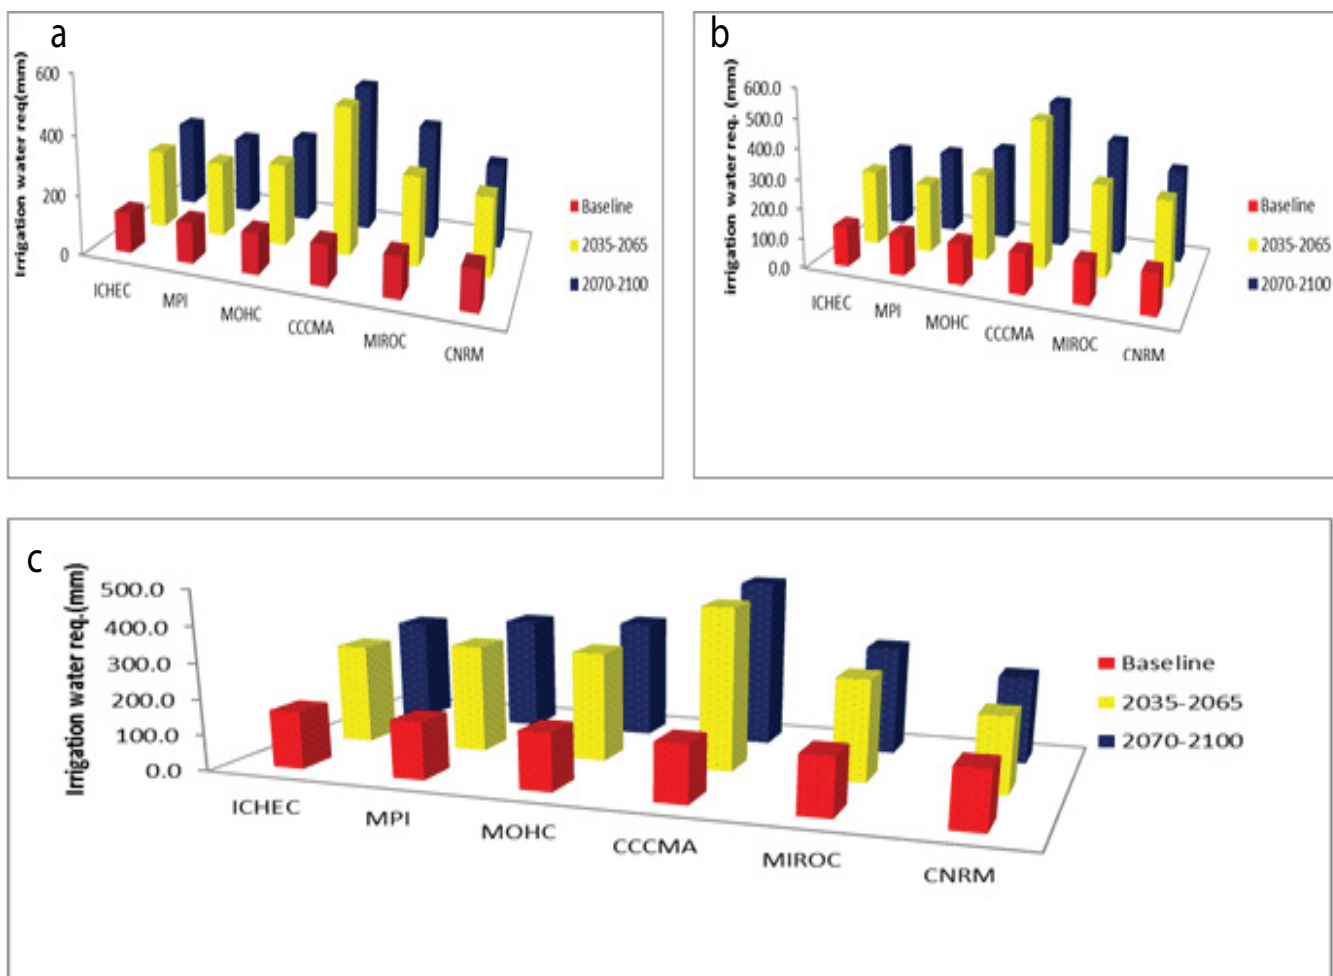 a
Irrigation water req(mm)
600
400
200
0
ICHEC
MPI
MOHC
CCCMA
MIROC
CNRM
Baseline
2035-2065
2070-2100
b
irrigation water req. (mm)
600.0
500.0
400.0
300.0
200.0
100.0
0.0
ICHEC
MPI
MOHC
CCCMA
MIROC
CNRM
Baseline
2035-2065
2070-2100
c
Irrigation water req.(mm)
500.0
400.0
300.0
200.0
100.0
0.0
ICHEC
MPI
MOHC
CCCMA
MIROC
CNRM
Baseline
2035-2065
2070-2100